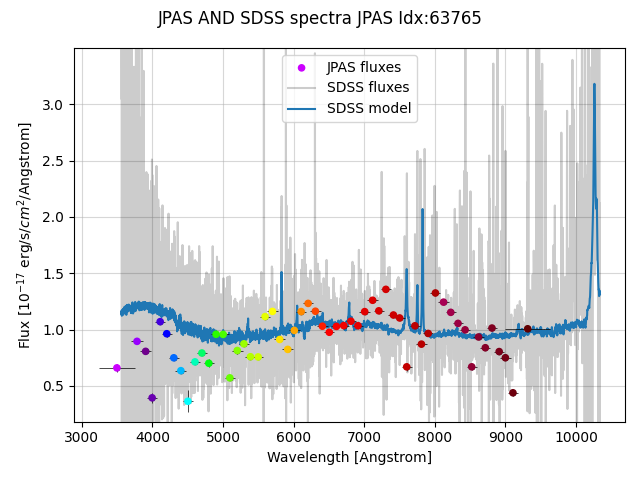 JPAS AND SDSS spectra JPAS Idx:63765
JPAS fluxes
SDSS fluxes
SDSS model
3.0
2.5
2.0
1.5
1.0
0.5
Flux [10^{-17} erg/s/cm^2/Angstrom]
3000 4000 5000 6000 7000 8000 9000 10000
Wavelength [Angstrom]